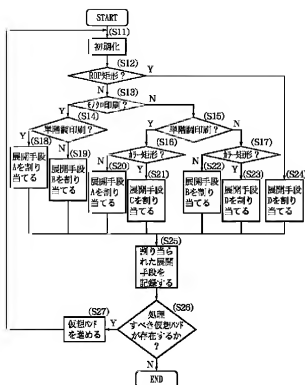 START
(S11)
初期化
(S12)
ROP矩形？
Y
N
(S13)
モノクロ印刷？
Y
N
(S14)
単階調印刷？
Y
N
(S15)
単階調印刷？
Y
N
(S16)
カラー矩形？
N
Y
(S17)
カラー矩形？
N
Y
(S18)
展開手段
Aを割り
当てる
(S19)
展開手段
Bを割り
当てる
(S20)
展開手段
Aを割り
当てる
(S21)
展開手段
Cを割り
当てる
(S22)
展開手段
Bを割り
当てる
(S23)
展開手段
Dを割り
当てる
(S24)
展開手段
Dを割り
当てる
(S25)
割り当ら
れた展開
手段を
記録する
(S26)
処理
すべき仮想バンド
が存在するか
？
Y
N
(S27)
仮想バンド
を進める
END